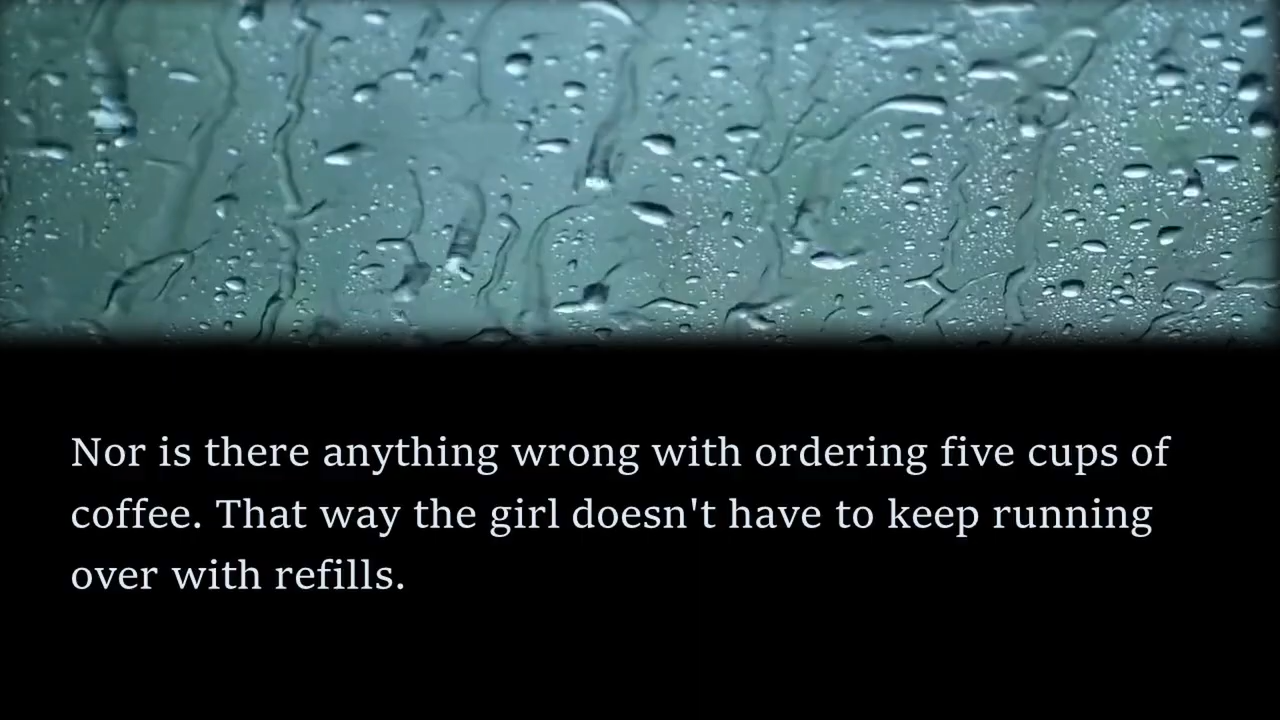 Nor is there anything wrong with ordering five cups of
coffee. That way the girl doesn't have to keep running
over with refills.